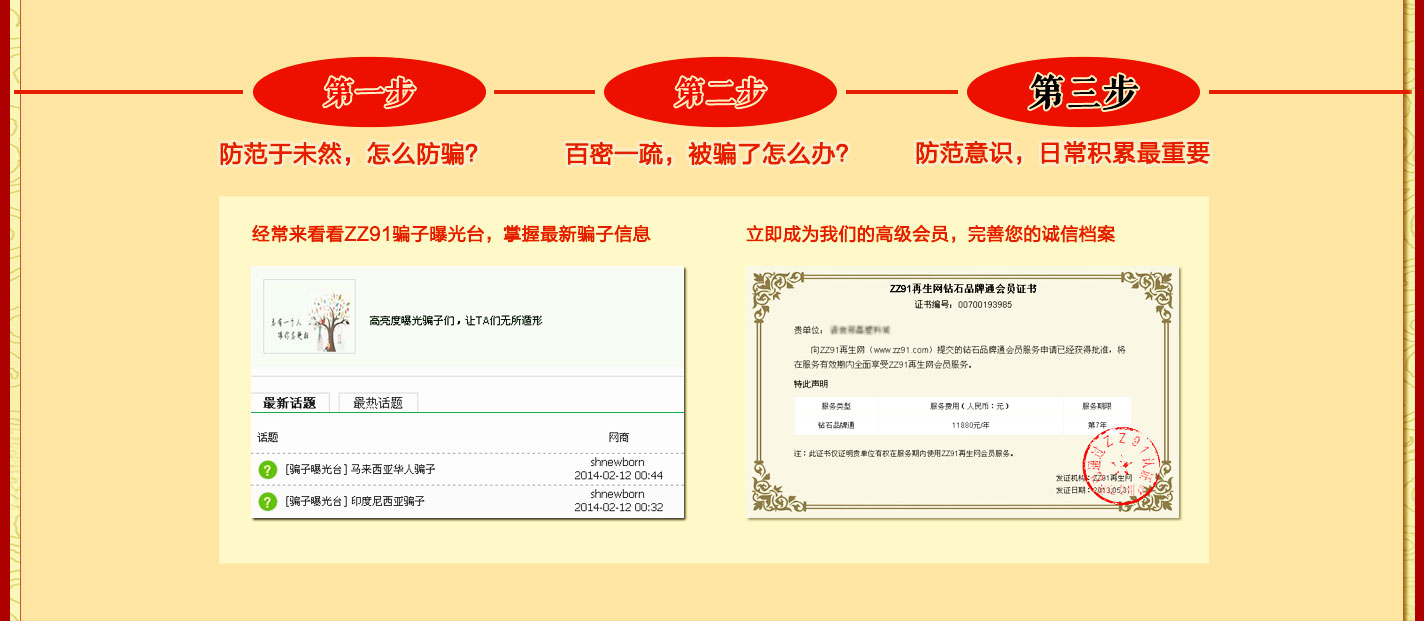 第一步
第二步
第三步
防范于未然，怎么防骗？
百密一疏，被骗了怎么办？
防范意识，日常积累最重要
经常来看看ZZ91骗子曝光台，掌握最新骗子信息
高亮度曝光骗子们，让TA们无所遁形
最新话题
最热话题
话题
网商
[骗子曝光台] 马来西亚华人骗子
shnewborn
2014-02-12 00:44
[骗子曝光台] 印度尼西亚骗子
shnewborn
2014-02-12 00:32
立即成为我们的高级会员，完善您的诚信档案
ZZ91再生网钻石品牌通会员证书
证书编号：00700193985
贵单位：
向ZZ91再生网（www.zz91.com）提交的钻石品牌通会员服务申请已经获得批准，将
在服务有效期内全面享受ZZ91再生网会员服务。
特此声明
服务类型
服务费用（人民币：元）
服务期限
钻石品牌通
11880元/年
第7年
注：此证书仅证明贵单位有权在服务期内使用ZZ91再生网会员服务。
发证机构：ZZ91再生网
发证日期：2013.05.31